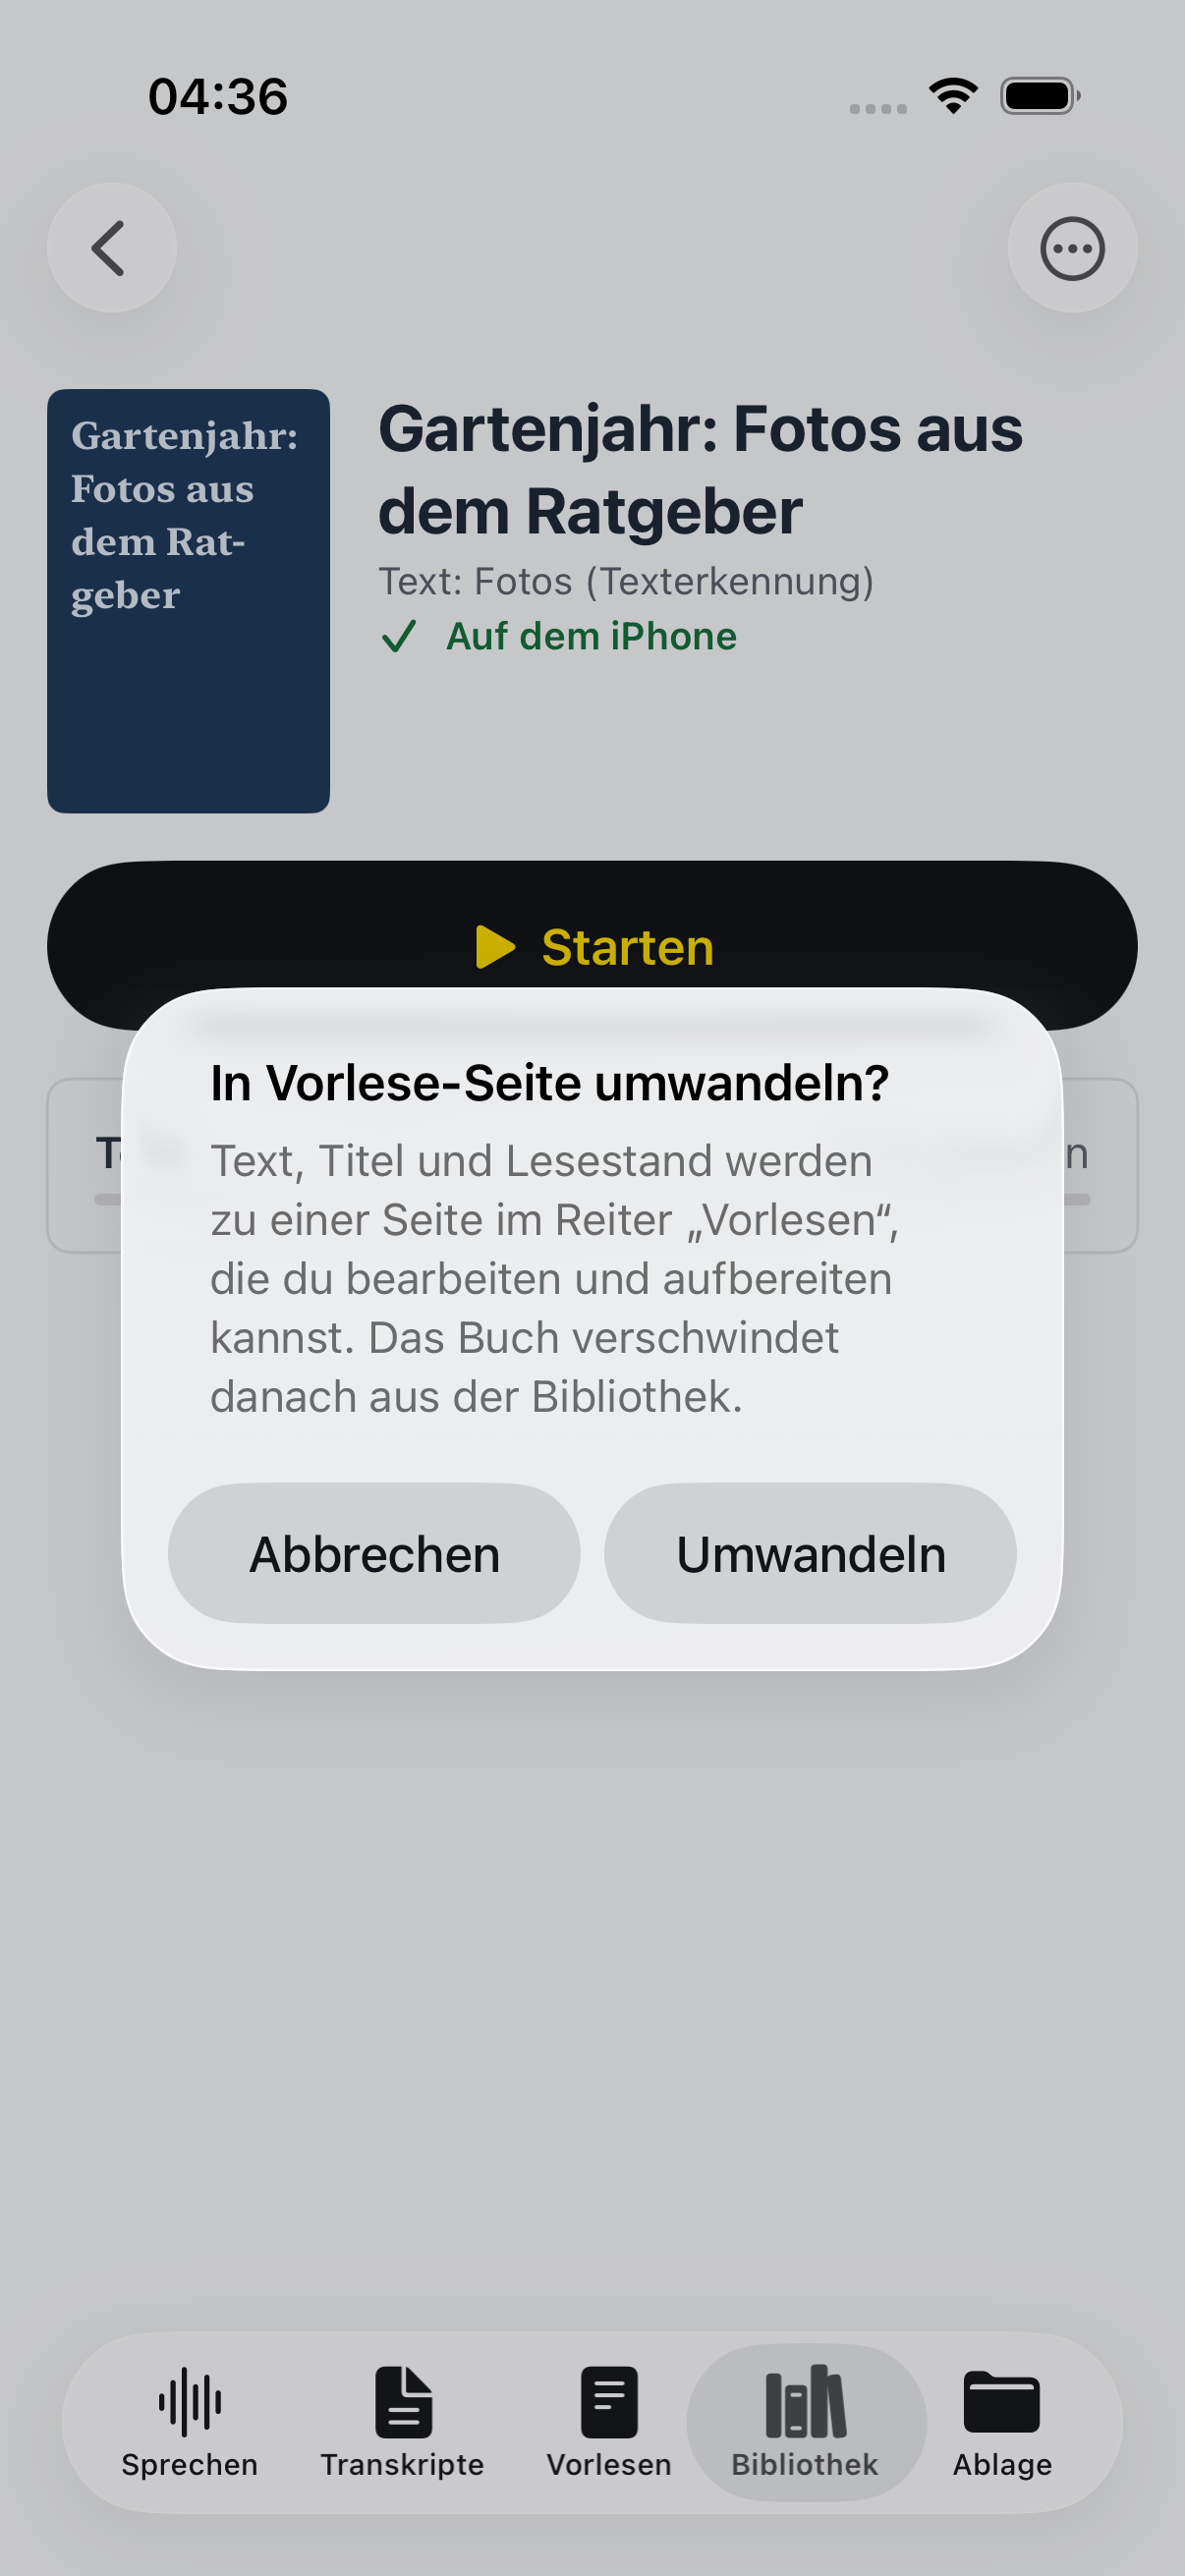 04:36
Gartenjahr:
Fotos aus
dem Rat-
geber
Gartenjahr: Fotos aus
dem Ratgeber
Text: Fotos (Texterkennung)
Auf dem iPhone
Starten
In Vorlese-Seite umwandeln?
Text, Titel und Lesestand werden
zu einer Seite im Reiter „Vorlesen“,
die du bearbeiten und aufbereiten
kannst. Das Buch verschwindet
danach aus der Bibliothek.
Abbrechen
Umwandeln
Sprechen
Transkripte
Vorlesen
Bibliothek
Ablage